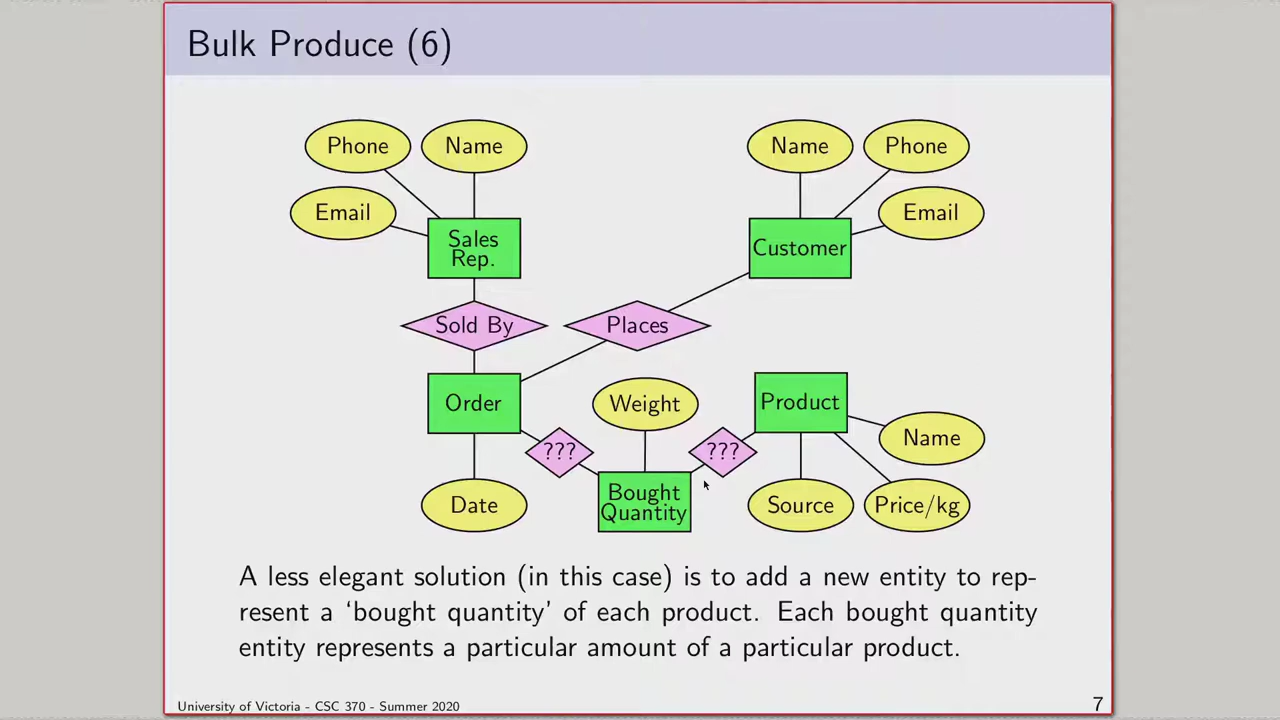 Bulk Produce (6)
Phone
Name
Name
Phone
Email
Email
Sales
Rep.
Customer
Sold By
Places
Order
Weight
Product
???
???
Name
Bought
Quantity
Date
Source
Price/kg
A less elegant solution (in this case) is to add a new entity to rep-
resent a ‘bought quantity’ of each product. Each bought quantity
entity represents a particular amount of a particular product.
University of Victoria - CSC 370 - Summer 2020
7